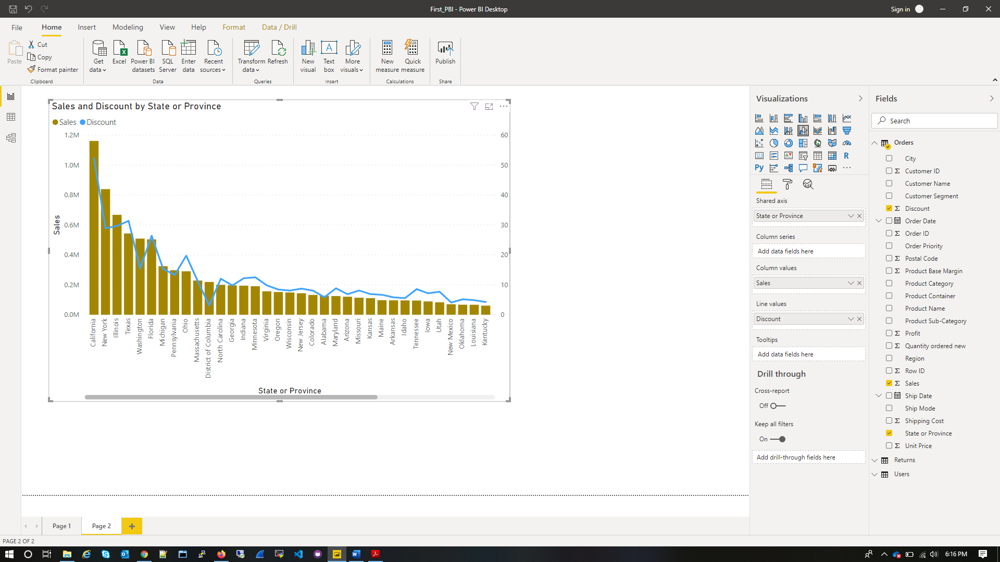 First_PBI - Power BI Desktop
Sign in
File Home Insert Modeling View Help Format Data / Drill
Paste
Cut
Copy
Format painter
Clipboard
Get data
Excel
Power BI datasets
SQL Server
Enter data
Recent sources
Data
Transform data
Refresh
Queries
New visual
Text box
More visuals
Insert
New measure
Quick measure
Calculations
Publish
Share
Sales and Discount by State or Province
Sales Discount
1.2M
1.0M
0.8M
0.6M
0.4M
0.2M
0.0M
Sales
60
50
40
30
20
10
0
California
New York
Illinois
Texas
Washington
Florida
Michigan
Pennsylvania
Ohio
Massachusetts
District of Columbia
North Carolina
Georgia
Indiana
Minnesota
Virginia
Oregon
Wisconsin
New Jersey
Colorado
Alabama
Maryland
Arizona
Missouri
Kansas
Maine
Arkansas
Idaho
Tennessee
Iowa
Utah
New Mexico
Oklahoma
Louisiana
Kentucky
State or Province
Visualizations
123
R
Py
Shared axis
State or Province
Column series
Add data fields here
Column values
Sales
Line values
Discount
Tooltips
Add data fields here
Drill through
Cross-report
Off
Keep all filters
On
Add drill-through fields here
Fields
Search
Orders
City
Σ Customer ID
Customer Name
Customer Segment
Σ Discount
Order Date
Σ Order ID
Order Priority
Σ Postal Code
Σ Product Base Margin
Product Category
Product Container
Product Name
Product Sub-Category
Σ Profit
Σ Quantity ordered new
Region
Σ Row ID
Σ Sales
Ship Date
Ship Mode
Σ Shipping Cost
State or Province
Σ Unit Price
Returns
Users
Page 1
Page 2
+
PAGE 2 OF 2
6:16 PM